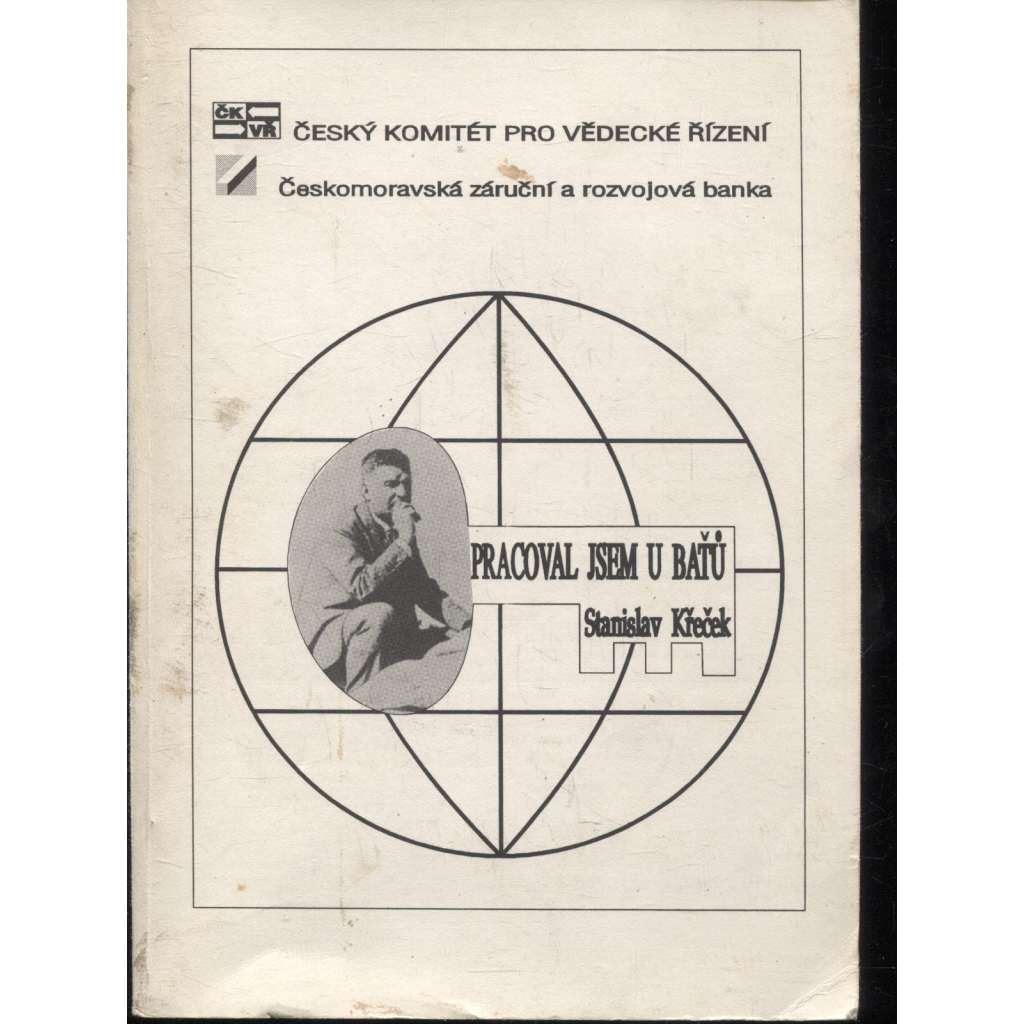 ČK
VŘ
ČESKÝ KOMITÉT PRO VĚDECKÉ ŘÍZENÍ
Českomoravská záruční a rozvojová banka
PRACOVAL JSEM U BAŤŮ
Stanislav Křeček